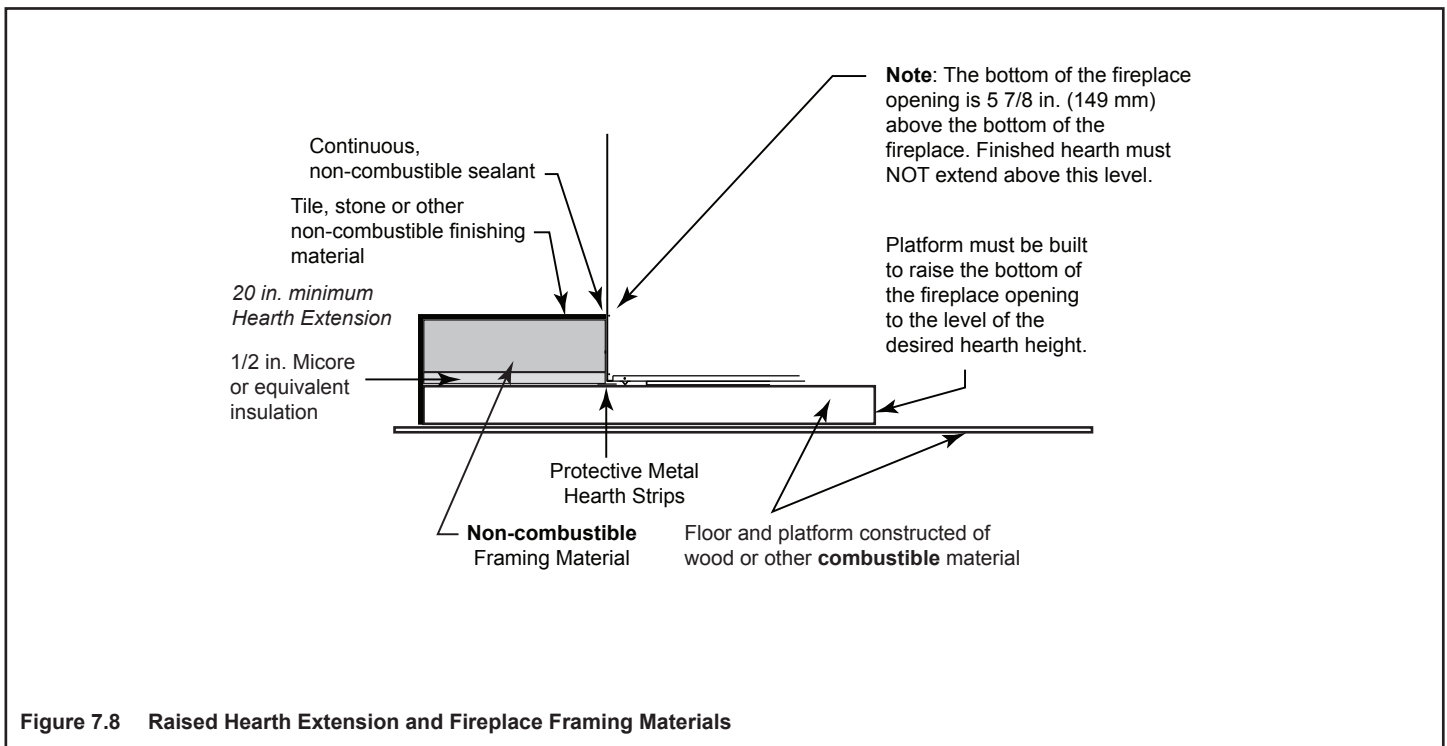 Note: The bottom of the fireplace
opening is 5 7/8 in. (149 mm)
above the bottom of the
fireplace. Finished hearth must
NOT extend above this level.
Continuous,
non-combustible sealant
Tile, stone or other
non-combustible finishing
material
20 in. minimum
Hearth Extension
1/2 in. Micore
or equivalent
insulation
Platform must be built
to raise the bottom of
the fireplace opening
to the level of the
desired hearth height.
Protective Metal
Hearth Strips
Non-combustible
Framing Material
Floor and platform constructed of
wood or other combustible material
Figure 7.8 Raised Hearth Extension and Fireplace Framing Materials